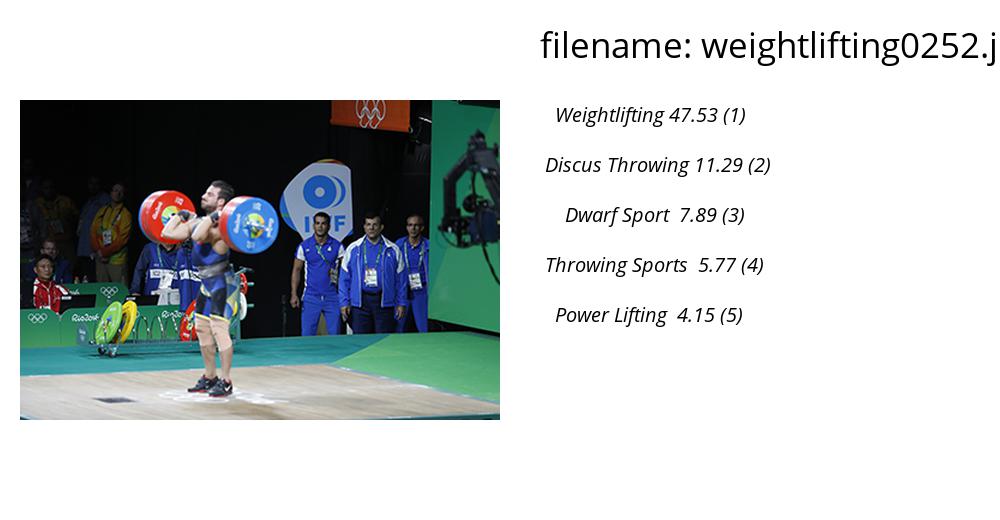 filename: weightlifting0252.j
Weightlifting 47.53 (1)
Discus Throwing 11.29 (2)
Dwarf Sport 7.89 (3)
Throwing Sports 5.77 (4)
Power Lifting 4.15 (5)
Rio2016